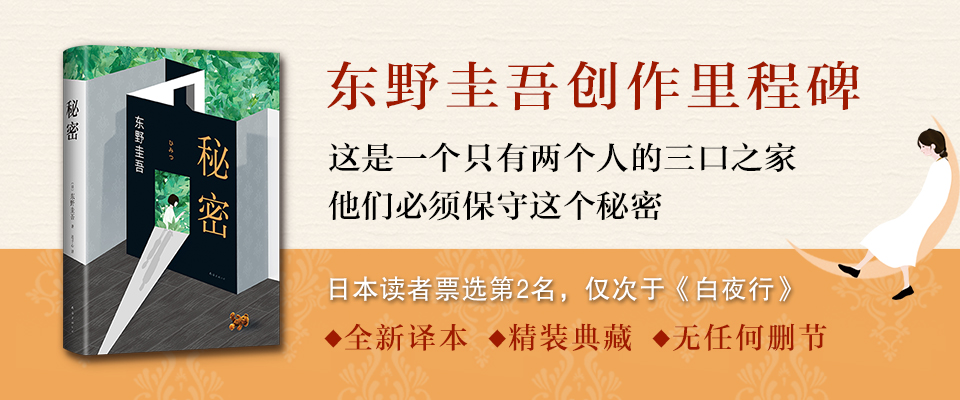 东野圭吾创作里程碑
这是一个只有两个人的三口之家
他们必须保守这个秘密
日本读者票选第2名，仅次于《白夜行》
◆全新译本 ◆精装典藏 ◆无任何删节
秘密
东野圭吾
ひみつ
秘密
东野圭吾 著